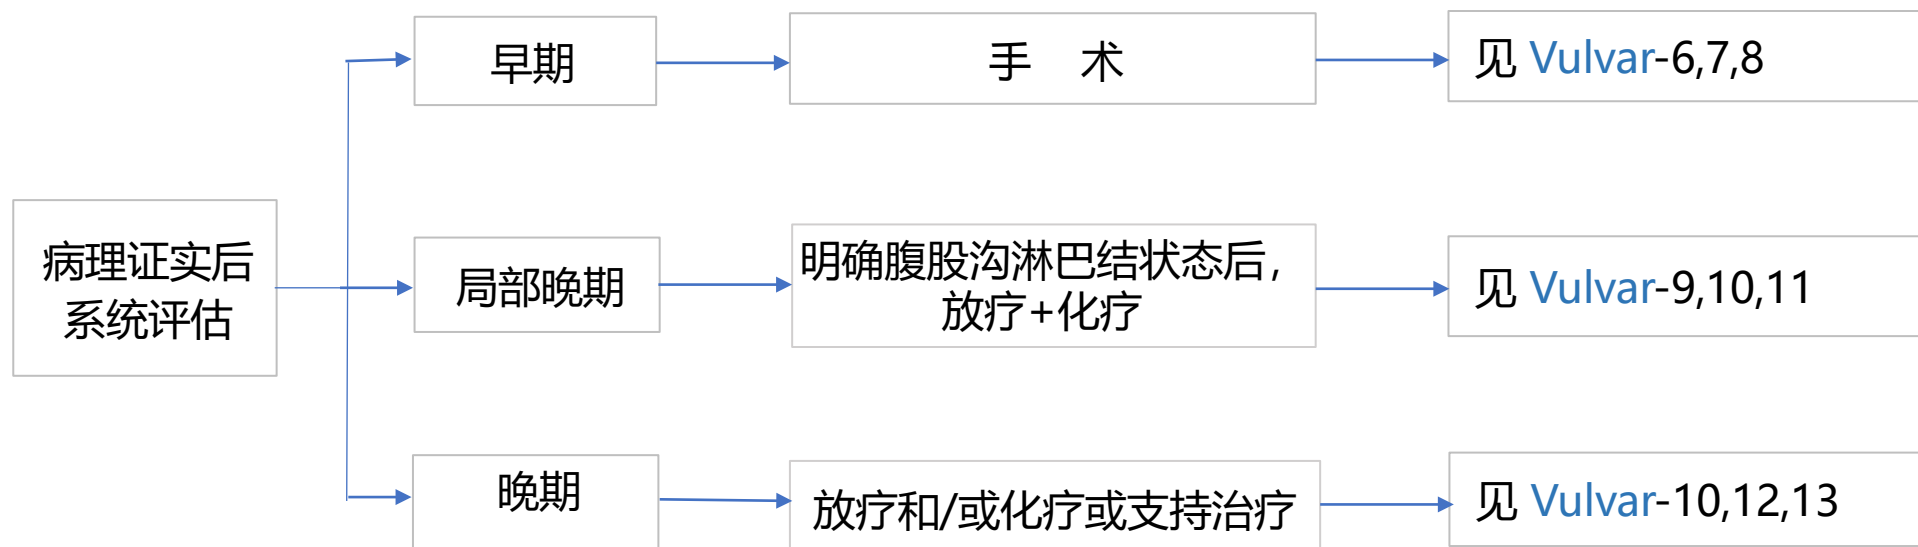 早期
手 术
见 Vulvar-6,7,8
病理证实后
系统评估
局部晚期
明确腹股沟淋巴结状态后，
放疗+化疗
见 Vulvar-9,10,11
晚期
放疗和/或化疗或支持治疗
见 Vulvar-10,12,13